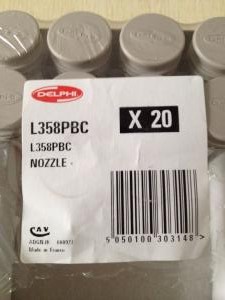 DELPHI
L358PBC
X 20
L358PBC
NOZZLE
CAV
Made in France
5 050100 303148